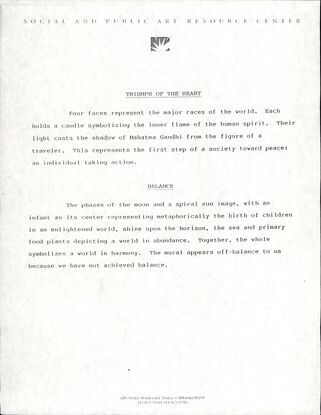 SOCIAL AND PUBLIC ART RESOURCE CENTER
TRIUMPH OF THE HEART
Four faces represent the major races of the world. Each
holds a candle symbolizing the inner flame of the human spirit. Their
light casts the shadow of Mahatma Gandhi from the figure of a
traveler. This represents the first step of a society toward peace:
an individual taking action.
BALANCE
The phases of the moon and a spiral sun image, with an
infant as its center representing metaphorically the birth of children
in an enlightened world, shine upon the horizon, the sea and primary
food plants depicting a world in abundance. Together, the whole
symbolizes a world in harmony. The mural appears off-balance to us
because we have not achieved balance.
685 Venice Boulevard, Venice, California 90291